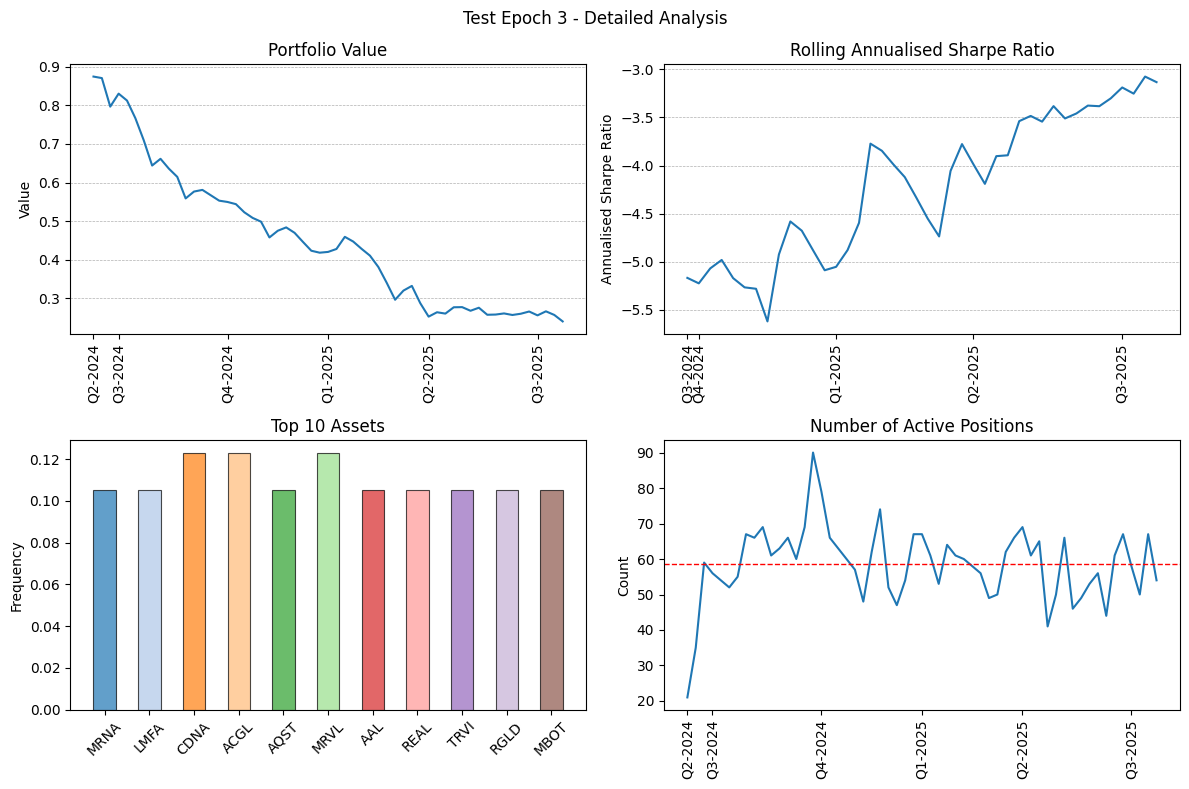 Test Epoch 3 - Detailed Analysis
Portfolio Value
Value
0.9
0.8
0.7
0.6
0.5
0.4
0.3
Q2-2024
Q3-2024
Q4-2024
Q1-2025
Q2-2025
Q3-2025
Rolling Annualised Sharpe Ratio
Annualised Sharpe Ratio
−3.0
−3.5
−4.0
−4.5
−5.0
−5.5
Q3-2024
Q4-2024
Q1-2025
Q2-2025
Q3-2025
Top 10 Assets
Frequency
0.12
0.10
0.08
0.06
0.04
0.02
0.00
MRNA
LMFA
CDNA
ACGL
AQST
MRVL
AAL
REAL
TRVI
RGLD
MBOT
Number of Active Positions
Count
90
80
70
60
50
40
30
20
Q2-2024
Q3-2024
Q4-2024
Q1-2025
Q2-2025
Q3-2025